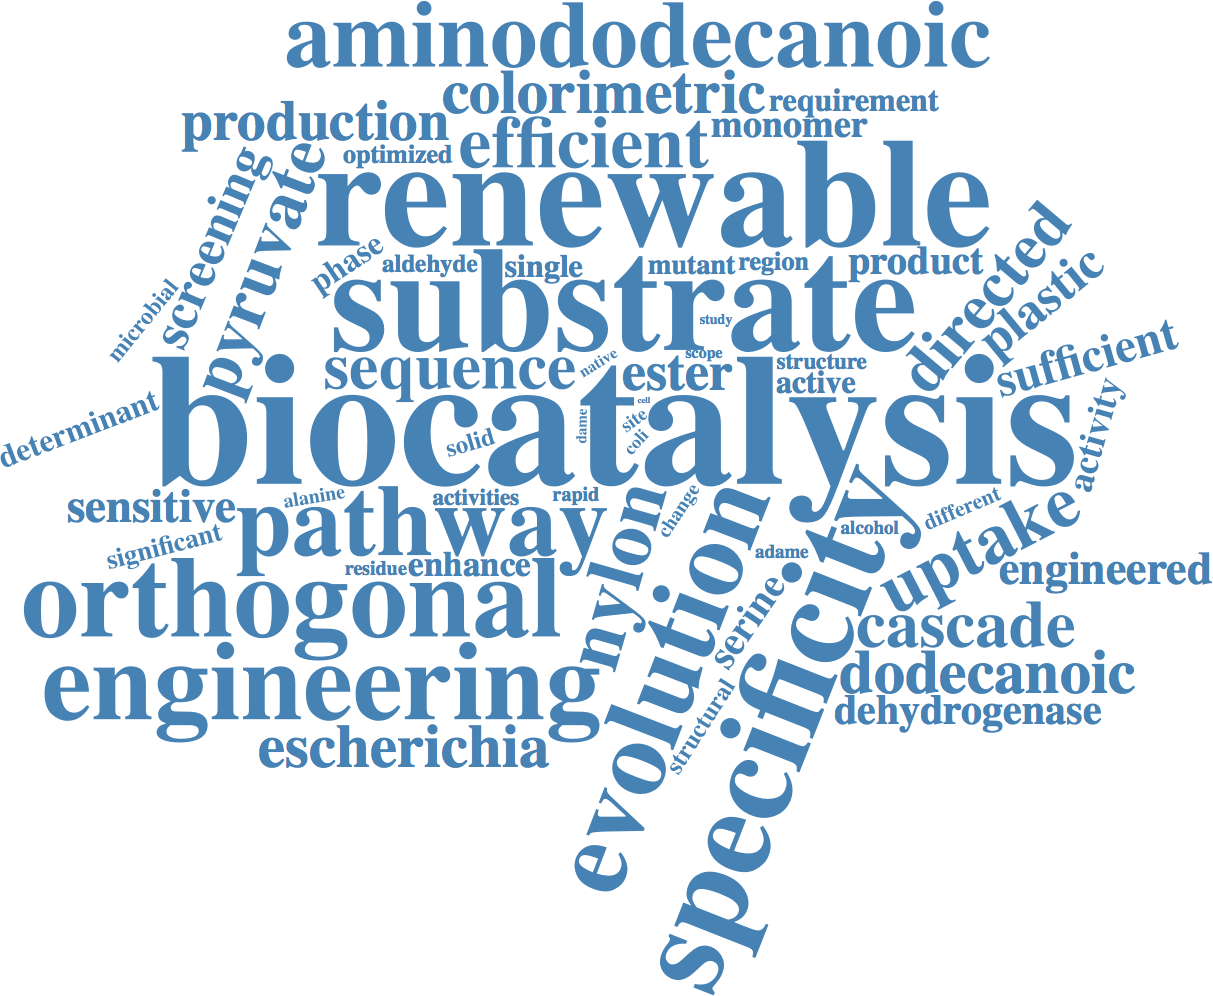 aminododecanoic
colorimetric
requirement
production
efficient
monomer
optimized
renewable
screening
pyruvate
phase
aldehyde
single
mutant
region
product
directed
plastic
microbial
substrate
study
sufficient
sequence
native
scope
ester
structure
active
determinant
biocatalysis
activity
cell
dame
site
coli
solid
sensitive
alanine
activities
rapid
change
pathway
nylon
evolution
specificity
alcohol
different
uptake
significant
residue
enhance
adame
engineered
orthogonal
serine
cascade
engineering
structural
dodecanoic
dehydrogenase
escherichia